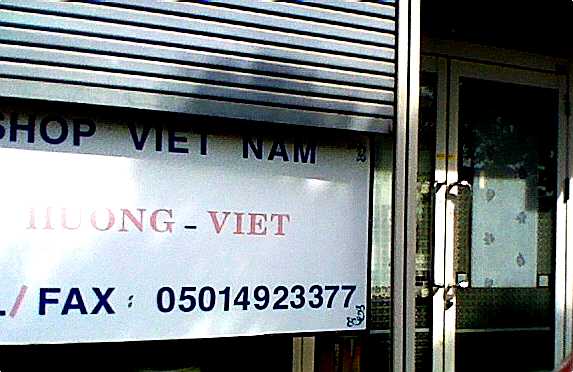 SHOP VIET NAM
HUONG - VIET
L / FAX : 05014923377